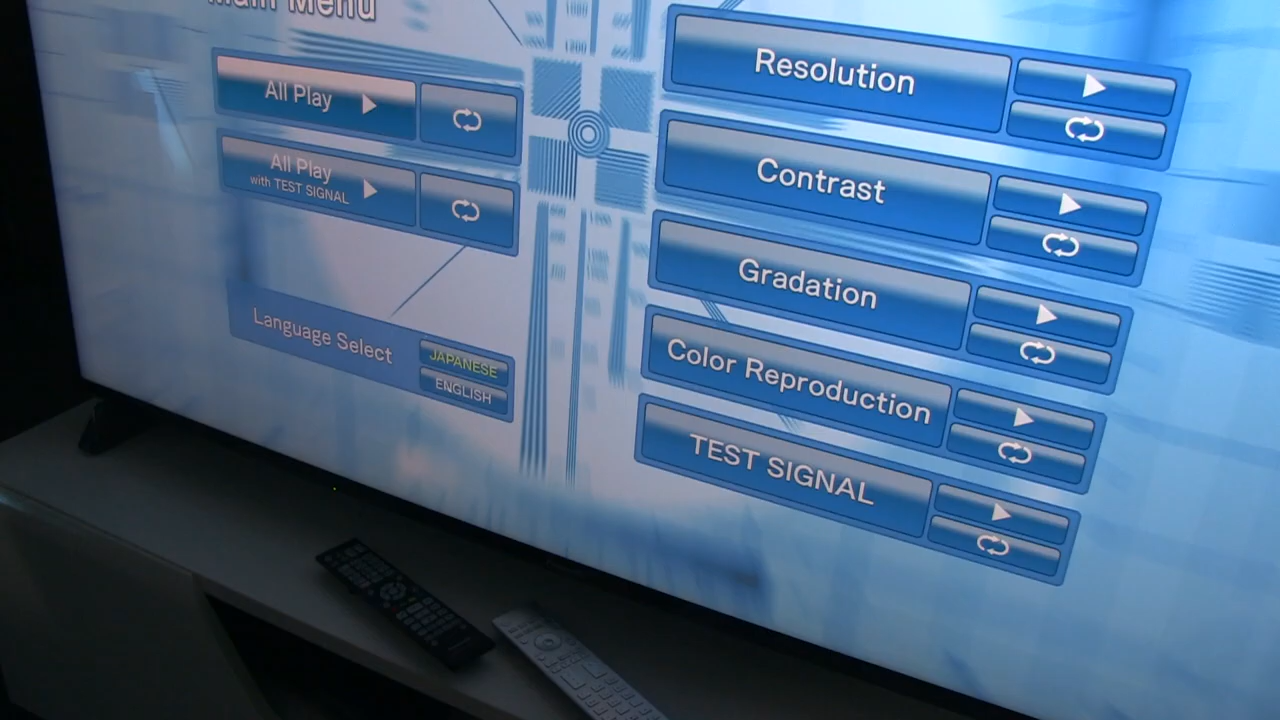 Main Menu
All Play
All Play
with TEST SIGNAL
Language Select
JAPANESE
ENGLISH
Resolution
Contrast
Gradation
Color Reproduction
TEST SIGNAL
1200